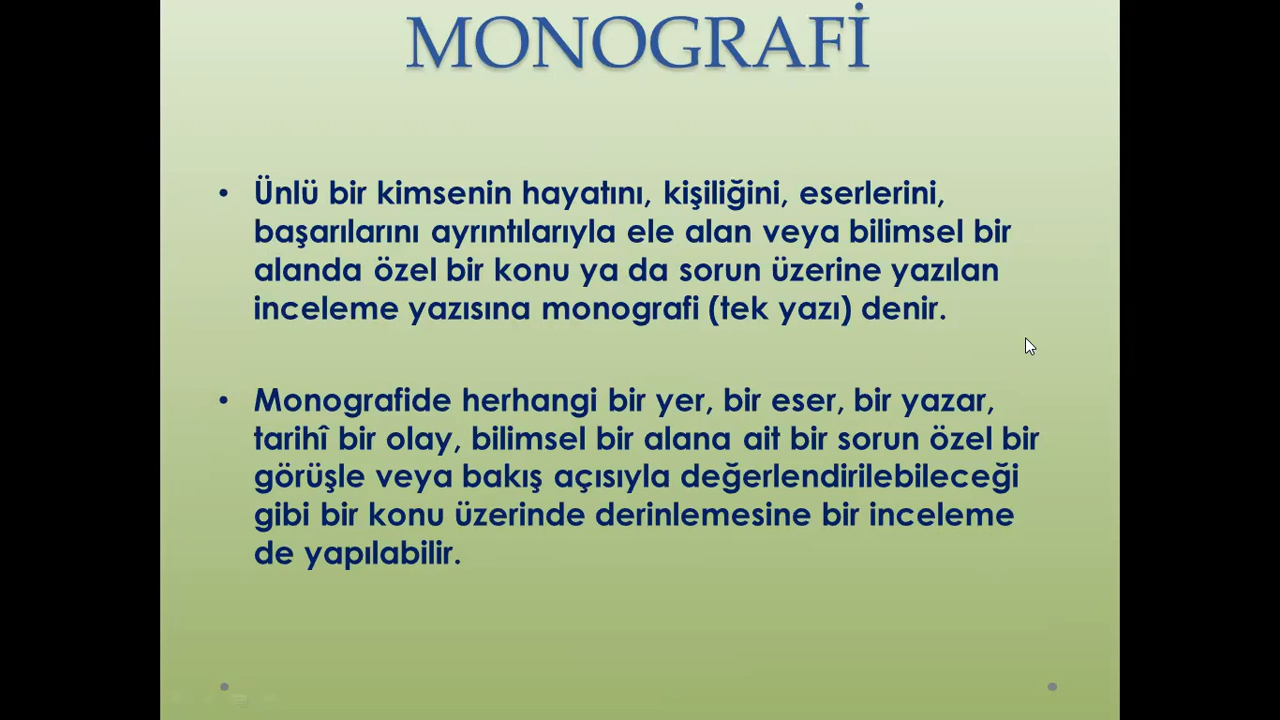 MONOGRAFİ
• Ünlü bir kimsenin hayatını, kişiliğini, eserlerini,
başarılarını ayrıntılarıyla ele alan veya bilimsel bir
alanda özel bir konu ya da sorun üzerine yazılan
inceleme yazısına monografi (tek yazı) denir.
• Monografide herhangi bir yer, bir eser, bir yazar,
tarihî bir olay, bilimsel bir alana ait bir sorun özel bir
görüşle veya bakış açısıyla değerlendirilebileceği
gibi bir konu üzerinde derinlemesine bir inceleme
de yapılabilir.